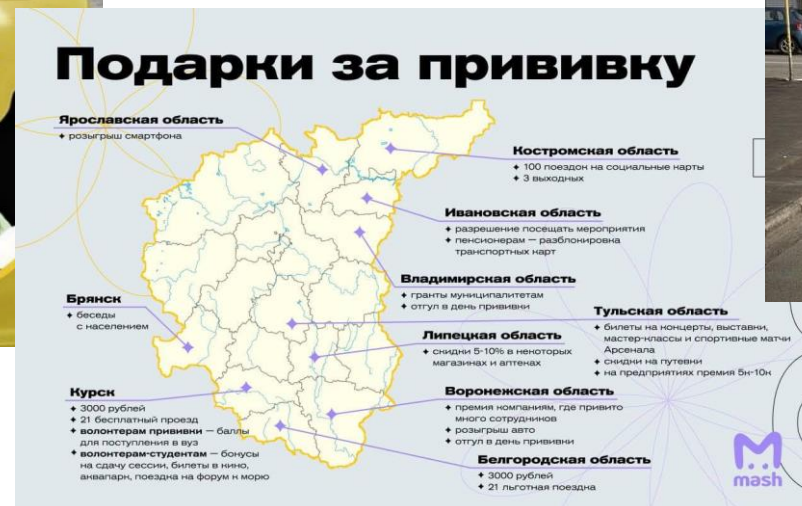 Подарки за прививку
Ярославская область
✦ розыгрыш смартфона
Костромская область
✦ 100 поездок на социальные карты
✦ 3 выходных
Ивановская область
✦ разрешение посещать мероприятия
✦ пенсионерам — разблокировка
транспортных карт
Владимирская область
✦ гранты муниципалитетам
✦ отгул в день прививки
Брянск
✦ беседы
с населением
Тульская область
✦ билеты на концерты, выставки,
мастер-классы и спортивные матчи
Арсенала
✦ скидки на путевки
✦ на предприятиях премия 5к-10к
Липецкая область
✦ скидки 5-10% в некоторых
магазинах и аптеках
Курск
✦ 3000 рублей
✦ 21 бесплатный проезд
✦ волонтерам прививки — баллы
для поступления в вуз
✦ волонтерам-студентам — бонусы
на сдачу сессии, билеты в кино,
аквапарк, поездка на форум к морю
Воронежская область
✦ премия компаниям, где привито
много сотрудников
✦ розыгрыш авто
✦ отгул в день прививки
Белгородская область
✦ 3000 рублей
✦ 21 льготная поездка
mash